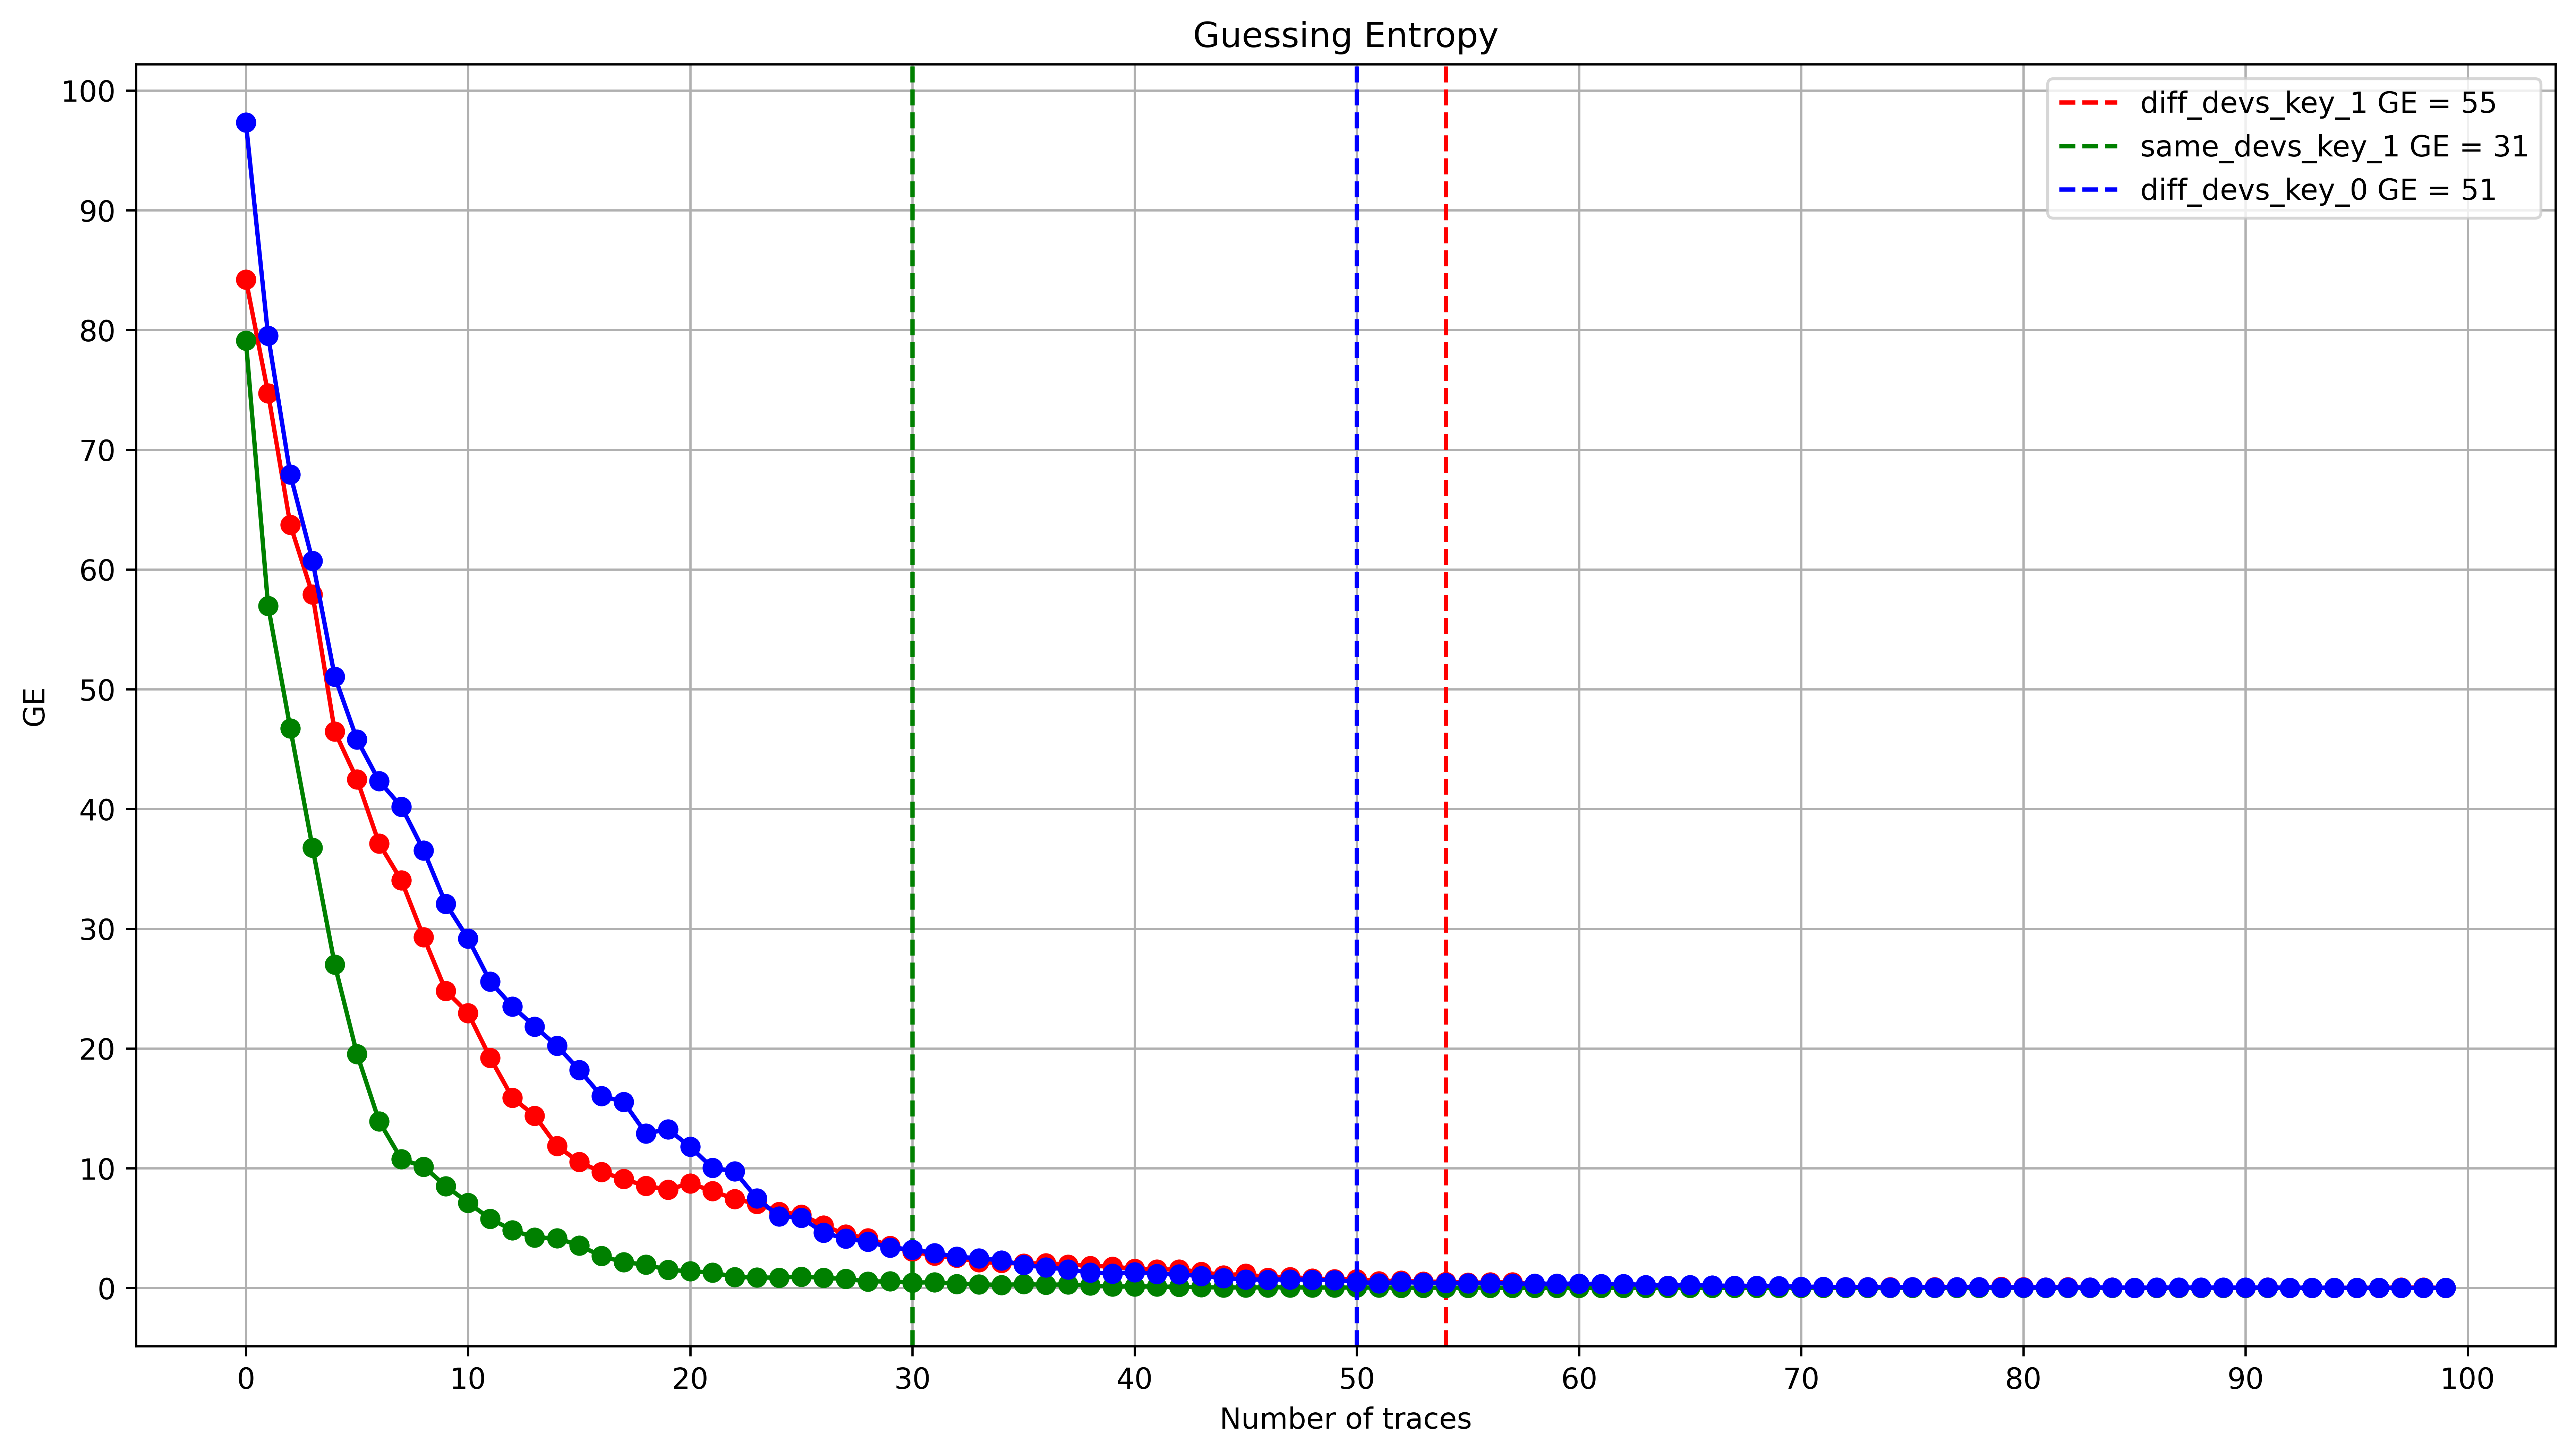 Guessing Entropy
diff_devs_key_1 GE = 55
same_devs_key_1 GE = 31
diff_devs_key_0 GE = 51
100
90
80
70
60
50
40
30
20
10
0
GE
0 10 20 30 40 50 60 70 80 90 100
Number of traces